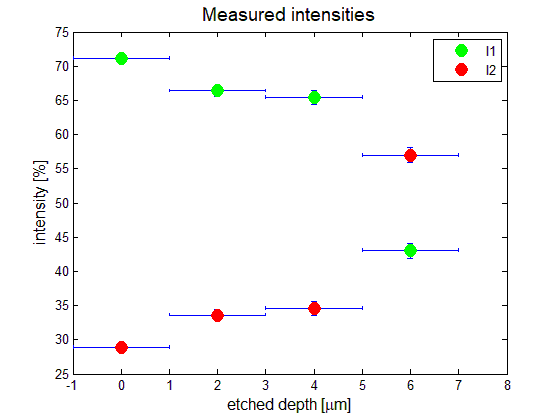 Measured intensities
75
70
65
60
55
50
45
40
35
30
25
intensity [%]
I1
I2
-1 0 1 2 3 4 5 6 7 8
etched depth [μm]